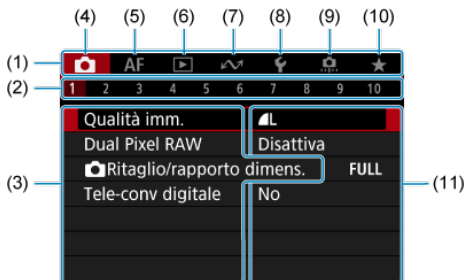 (4) (5) (6) (7) (8) (9) (10)
(1) AF
(2) 1 2 3 4 5 6 7 8 9 10
Qualità imm. L
Dual Pixel RAW Disattiva
Ritaglio/rapporto dimens. FULL
(3) (11)
Tele-conv digitale No